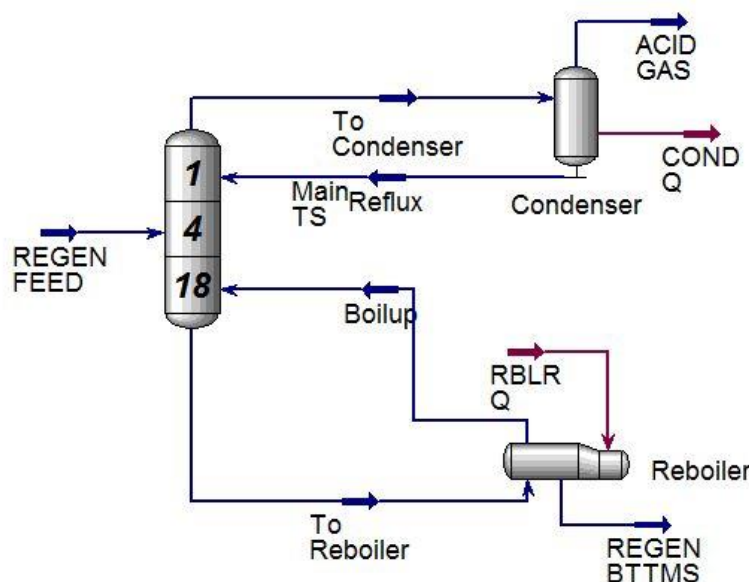 ACID
GAS
To
Condenser
COND
Q
1
Main
TS
Reflux
Condenser
4
REGEN
FEED
18
Boilup
RBLR
Q
Reboiler
To
Reboiler
REGEN
BTTMS